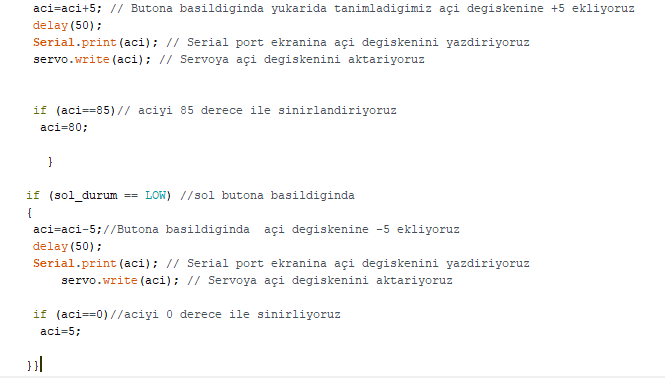 aci=aci+5; // Butona basildiginda yukarida tanimladigimiz açi degiskenine +5 ekliyoruz
delay(50);
Serial.print(aci); // Serial port ekranina açi degiskenini yazdiriyoruz
servo.write(aci); // Servoya açi degiskenini aktariyoruz
if (aci==85)// aciyi 85 derece ile sinirlandiriyoruz
aci=80;
}
if (sol_durum == LOW) //sol butona basildiginda
{
aci=aci-5;//Butona basildiginda  açi degiskenine -5 ekliyoruz
delay(50);
Serial.print(aci); // Serial port ekranina açi degiskenini yazdiriyoruz
servo.write(aci); // Servoya açi degiskenini aktariyoruz
if (aci==0)//aciyi 0 derece ile sinirliyoruz
aci=5;
}}